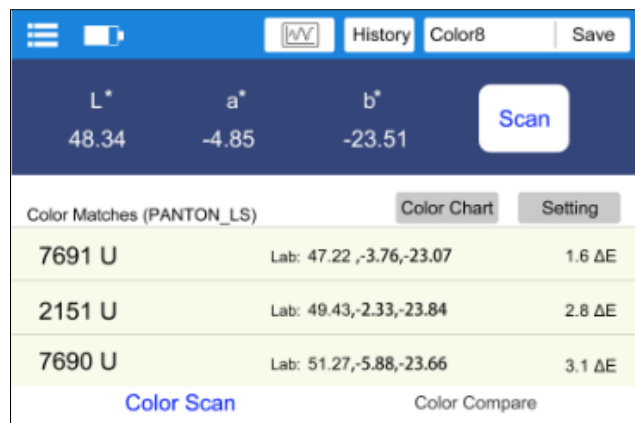 History Color8 Save
L* a* b*
48.34 -4.85 -23.51
Scan
Color Matches (PANTON_LS) Color Chart Setting
7691 U Lab: 47.22 ,-3.76,-23.07 1.6 ΔE
2151 U Lab: 49.43,-2.33,-23.84 2.8 ΔE
7690 U Lab: 51.27,-5.88,-23.66 3.1 ΔE
Color Scan Color Compare